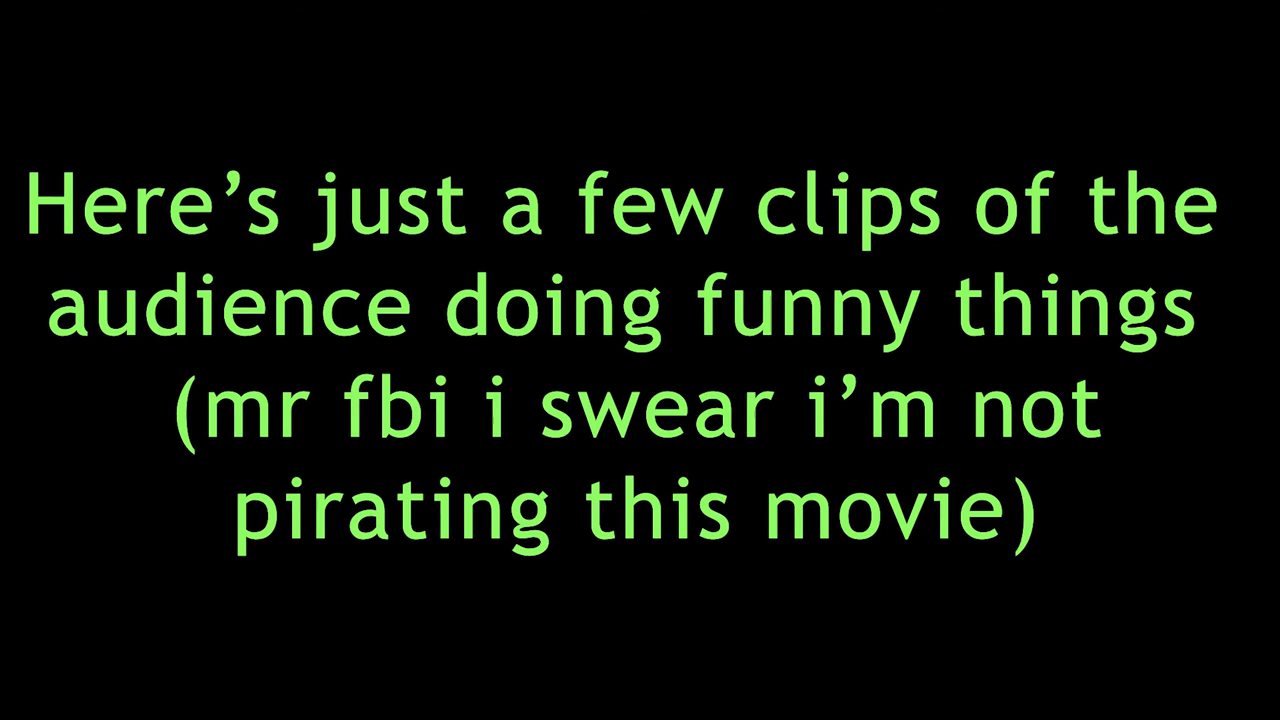 Here’s just a few clips of the
audience doing funny things
(mr fbi i swear i’m not
pirating this movie)